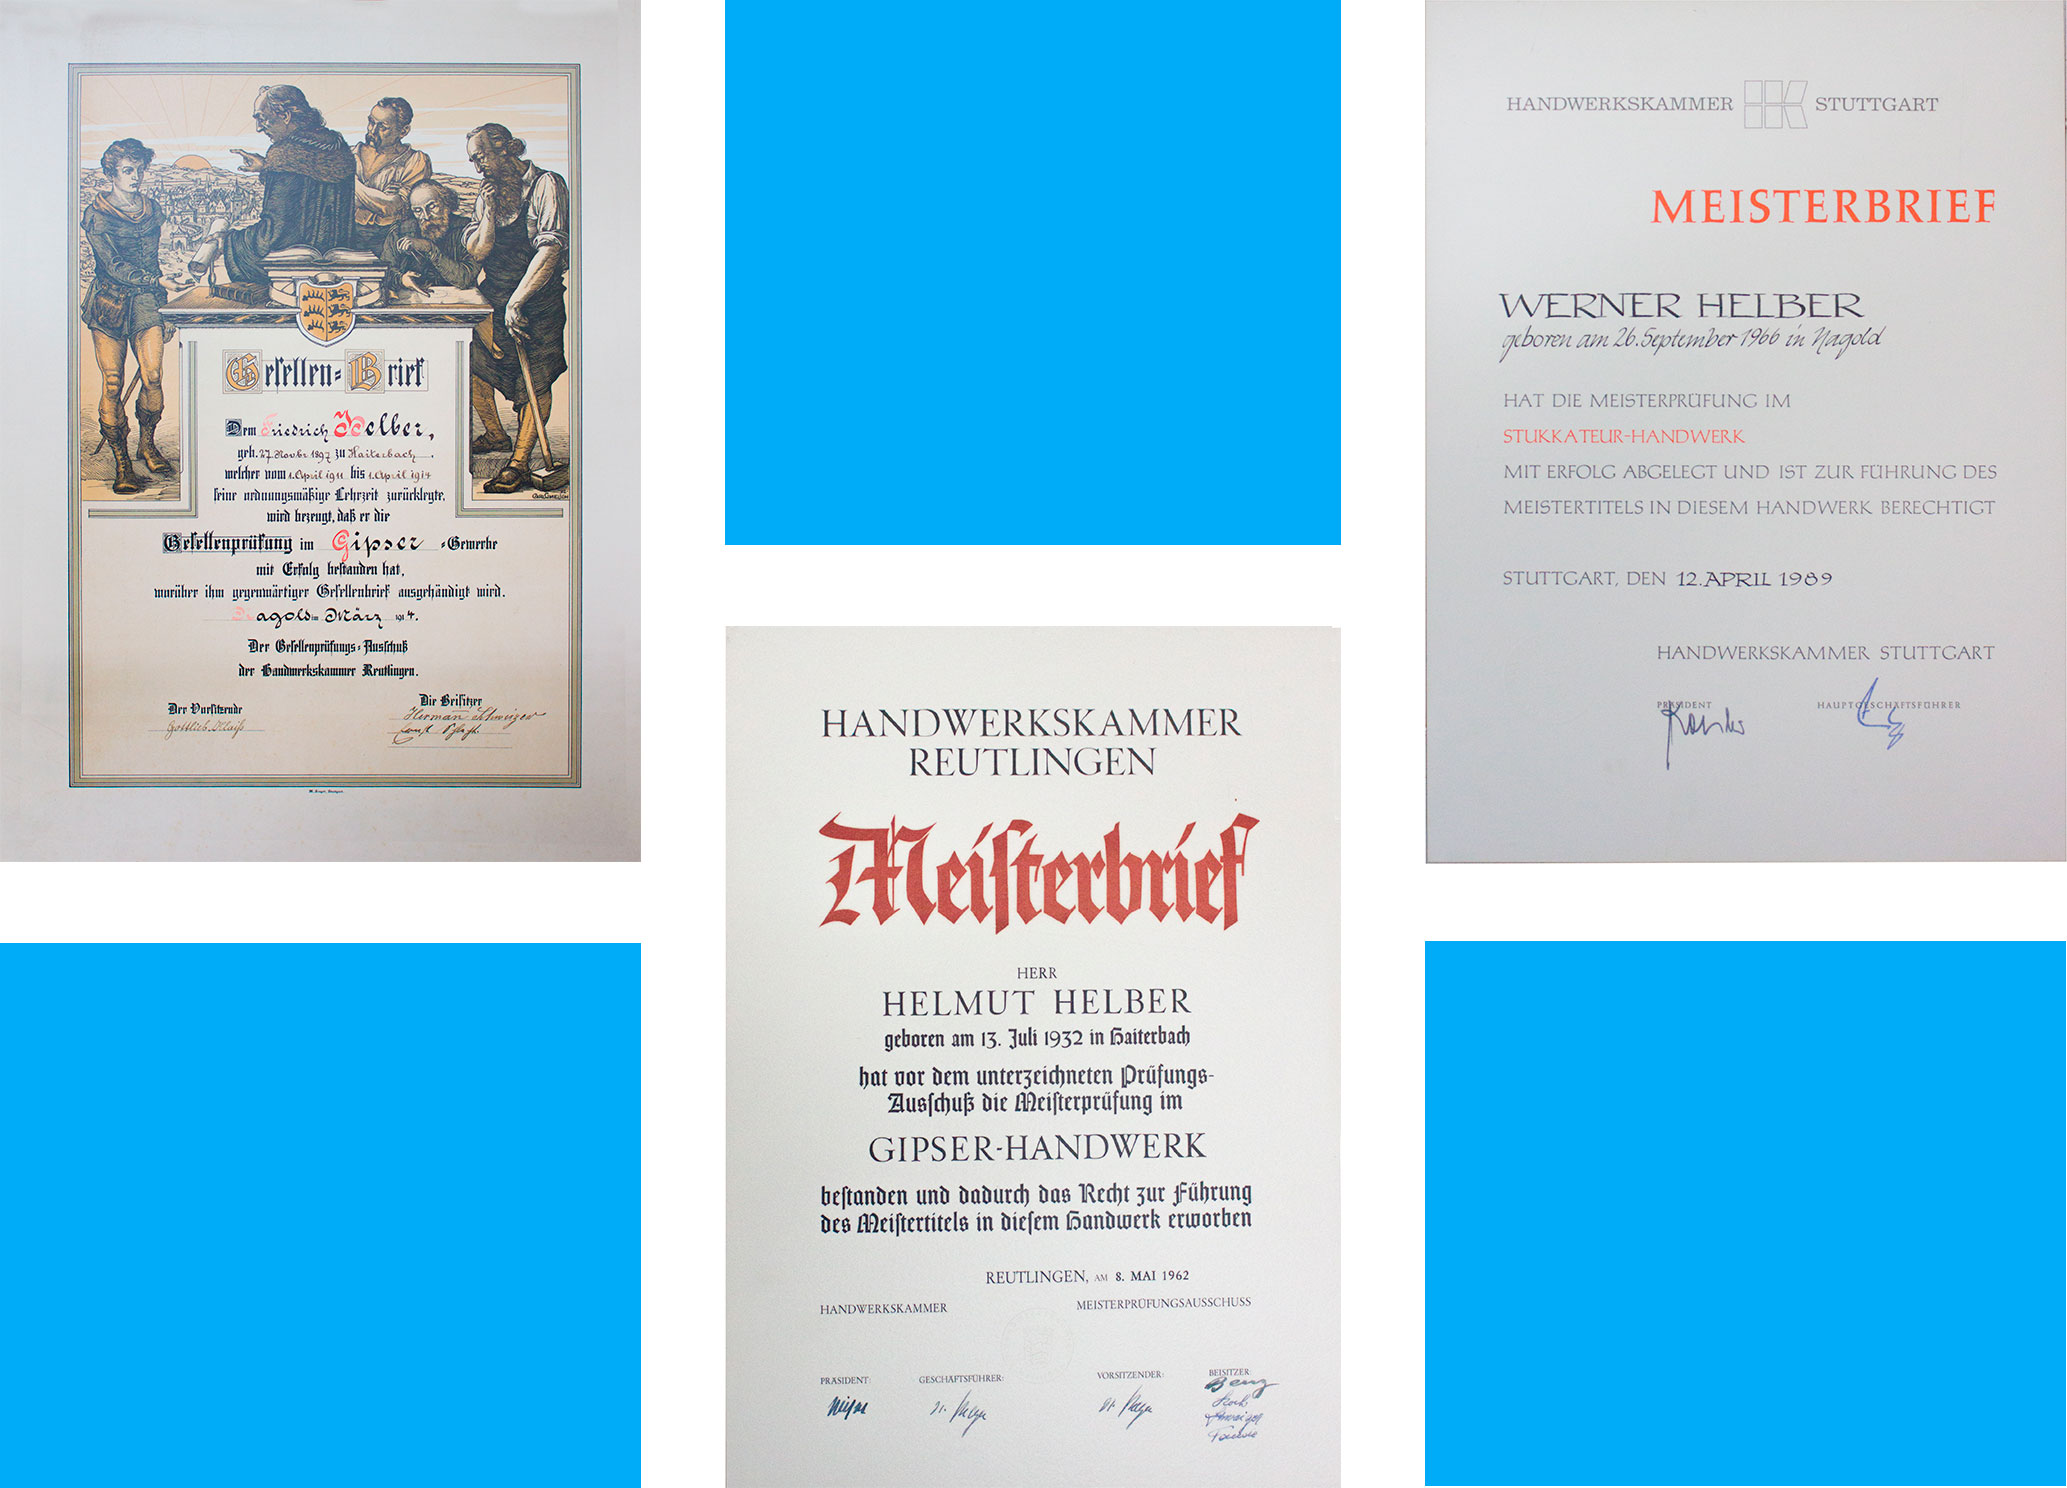 Gesellen-Brief
Dem Friedrich Helber,
geb. 27. Novbr 1897 zu Haiterbach.
welcher vom 1. April 1911 bis 1. April 1914
seine ordnungsmäßige Lehrzeit zurücklegte,
wird bezeugt, daß er die
Gesellenprüfung im Gipser-Gewerbe
mit Erfolg bestanden hat,
worüber ihm gegenwärtiger Gesellenbrief ausgehändigt wird.
Nagold im März 1914.
Der Gesellenprüfungs-Ausschuß
der Handwerkskammer Reutlingen.
Der Vorsitzende
Gottlieb Klaiß
Die Beisitzer
Hermann Schweizer
HANDWERKSKAMMER
REUTLINGEN
Meisterbrief
HERR
HELMUT HELBER
geboren am 13. Juli 1932 in Haiterbach
hat vor dem unterzeichneten Prüfungs-
Ausschuß die Meisterprüfung im
GIPSER-HANDWERK
bestanden und dadurch das Recht zur Führung
des Meistertitels in diesem Handwerk erworben
REUTLINGEN, AM 8. MAI 1962
HANDWERKSKAMMER
MEISTERPRÜFUNGSAUSSCHUSS
PRÄSIDENT:
GESCHÄFTSFÜHRER:
VORSITZENDER:
BEISITZER:
Benz
HANDWERKSKAMMER STUTTGART
MEISTERBRIEF
WERNER HELBER
geboren am 26. September 1966 in Nagold
HAT DIE MEISTERPRÜFUNG IM
STUKKATEUR-HANDWERK
MIT ERFOLG ABGELEGT UND IST ZUR FÜHRUNG DES
MEISTERTITELS IN DIESEM HANDWERK BERECHTIGT
STUTTGART, DEN 12. APRIL 1989
HANDWERKSKAMMER STUTTGART
PRÄSIDENT
HAUPTGESCHÄFTSFÜHRER